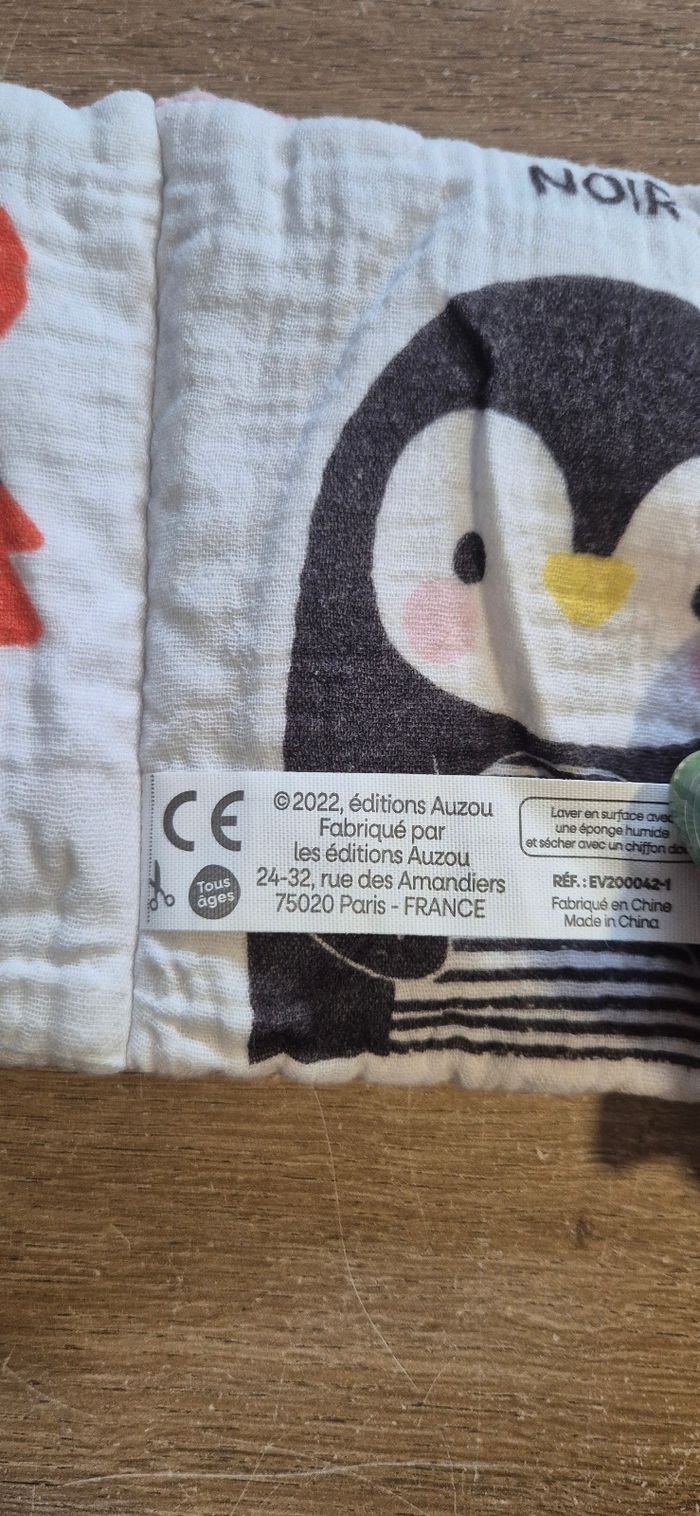 NOIR
CE
Tous
âges
©2022, éditions Auzou
Fabriqué par
les éditions Auzou
24-32, rue des Amandiers
75020 Paris - FRANCE
Laver en surface avec
une éponge humide
et sécher avec un chiffon
RÉF. : EV200042-1
Fabriqué en Chine
Made in China